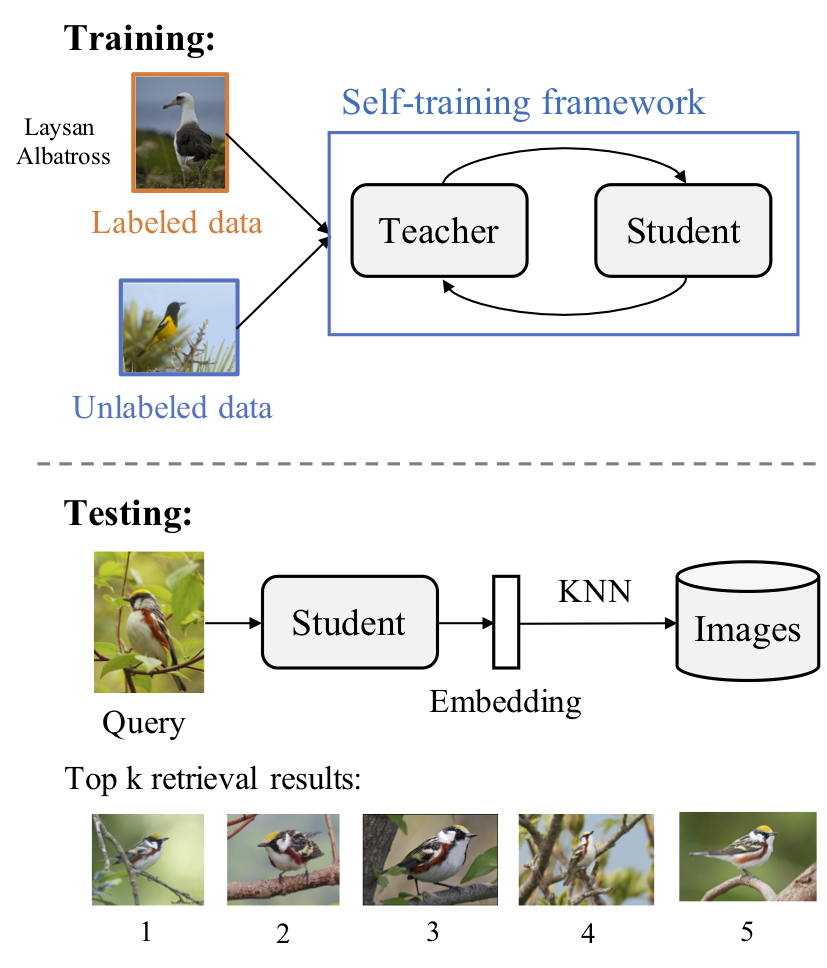 Training:
Laysan
Albatross
Labeled data
Unlabeled data
Self-training framework
Teacher
Student
Testing:
Query
Student
Embedding
KNN
Images
Top k retrieval results:
1
2
3
4
5